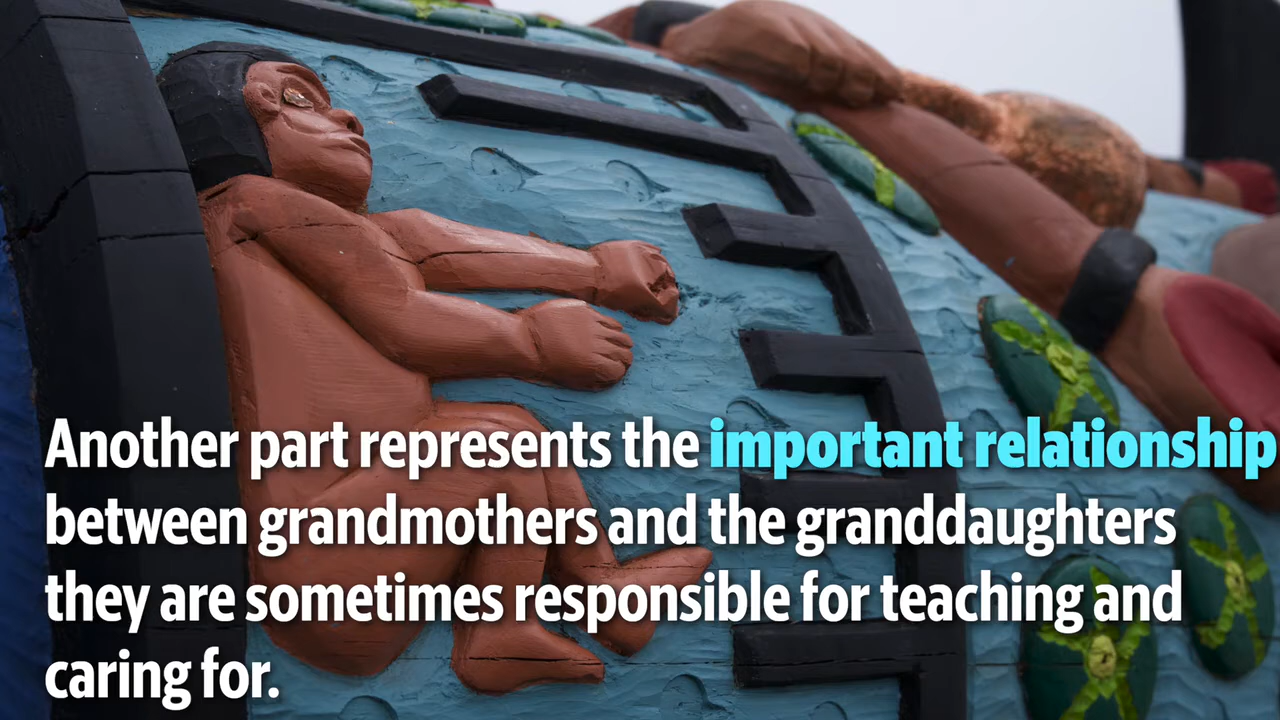 Another part represents the important relationship
between grandmothers and the granddaughters
they are sometimes responsible for teaching and
caring for.